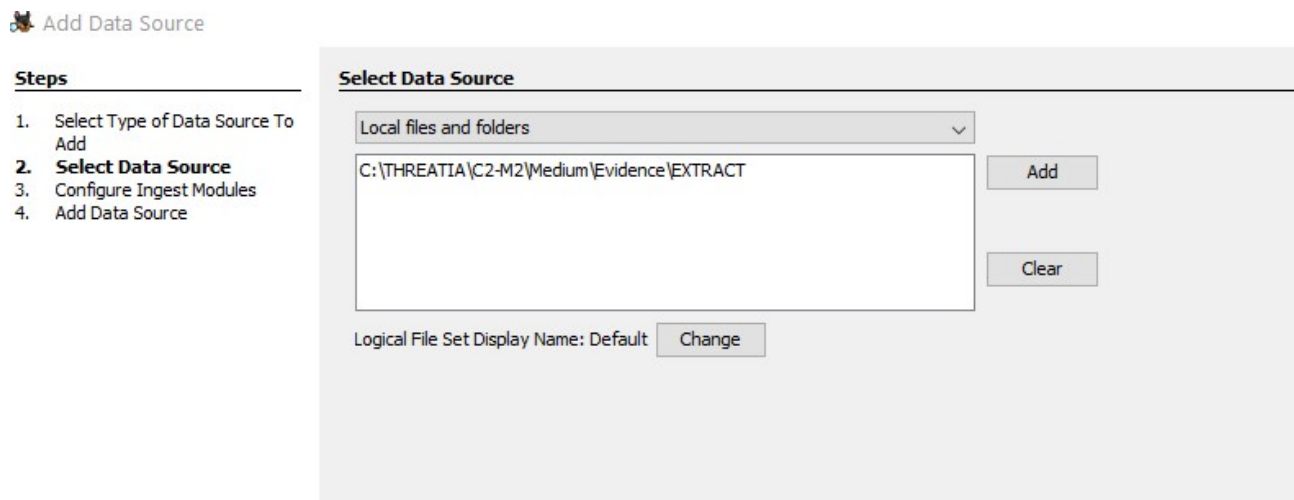 Add Data Source
Steps
1. Select Type of Data Source To
Add
2. Select Data Source
3. Configure Ingest Modules
4. Add Data Source
Select Data Source
Local files and folders
C:\THREATIA\C2-M2\Medium\Evidence\EXTRACT
Add
Clear
Logical File Set Display Name: Default
Change